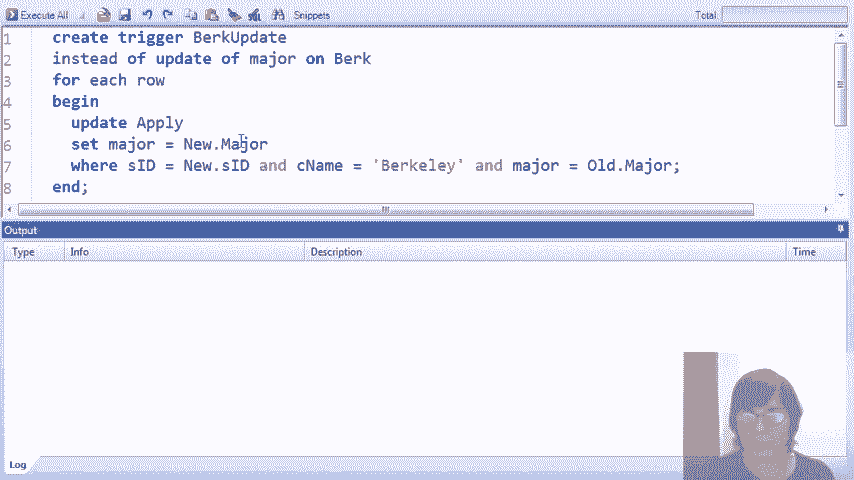 Execute All Snippets Total:
1 create trigger BerkUpdate
2 instead of update of major on Berk
3 for each row
4 begin
5 update Apply
6 set major = New.Major
7 where sID = New.sID and cName = 'Berkeley' and major = Old.Major;
8 end;
Output
Type Info Description Time
Log